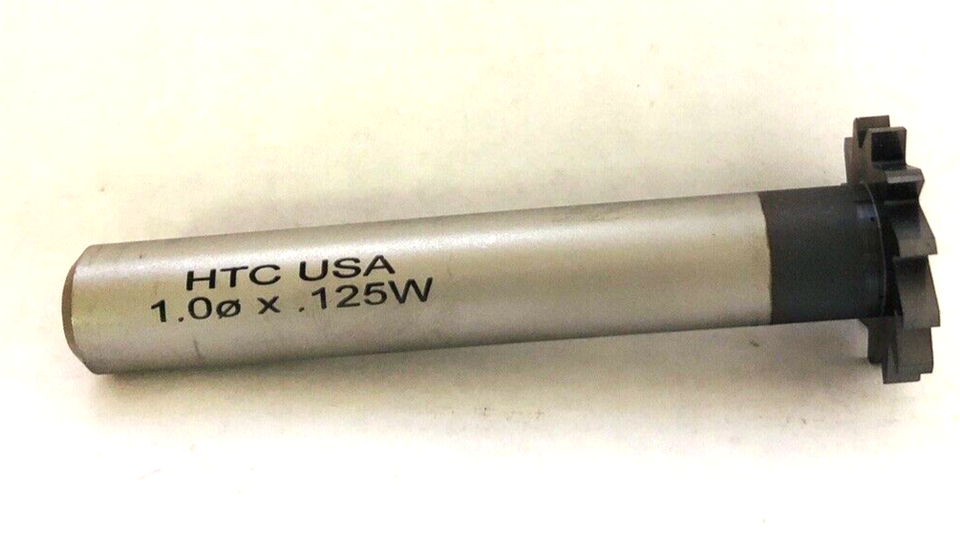 HTC USA
1.0ø x .125W